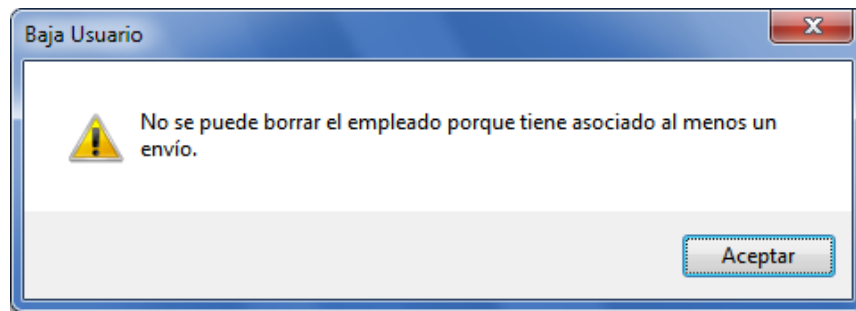 Baja Usuario
No se puede borrar el empleado porque tiene asociado al menos un
envío.
Aceptar